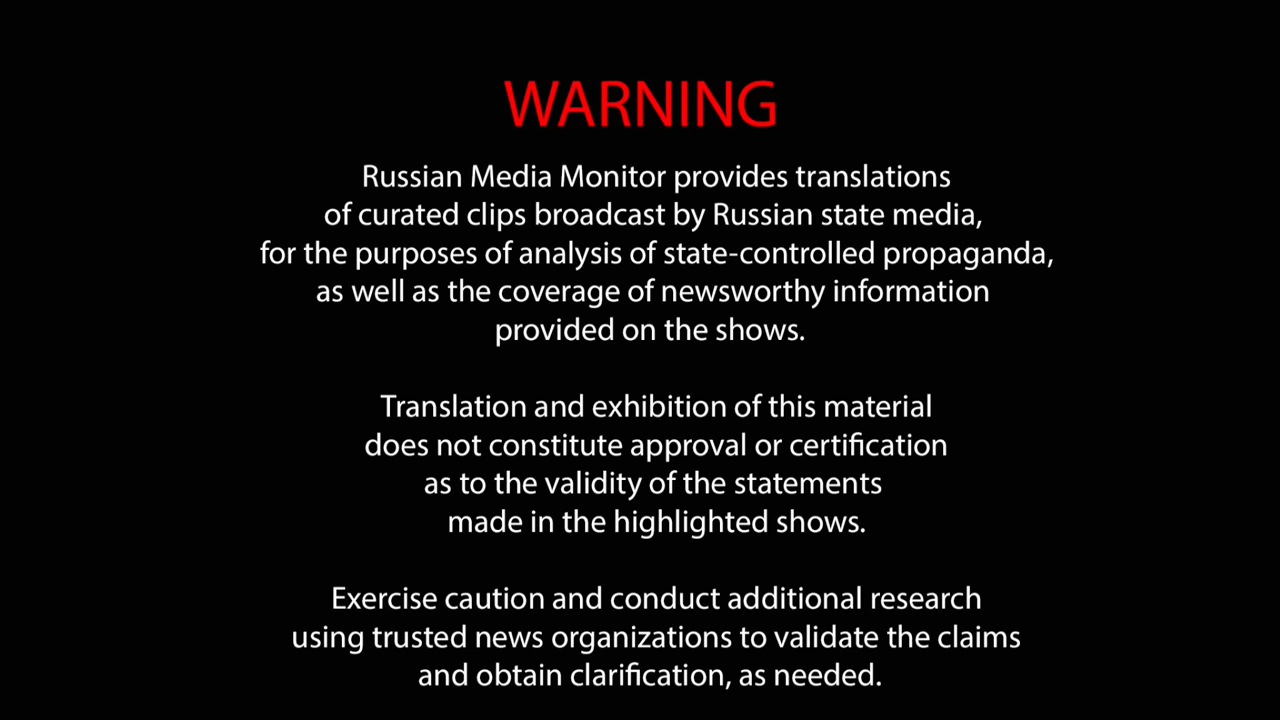 WARNING
Russian Media Monitor provides translations
of curated clips broadcast by Russian state media,
for the purposes of analysis of state-controlled propaganda,
as well as the coverage of newsworthy information
provided on the shows.
Translation and exhibition of this material
does not constitute approval or certification
as to the validity of the statements
made in the highlighted shows.
Exercise caution and conduct additional research
using trusted news organizations to validate the claims
and obtain clarification, as needed.